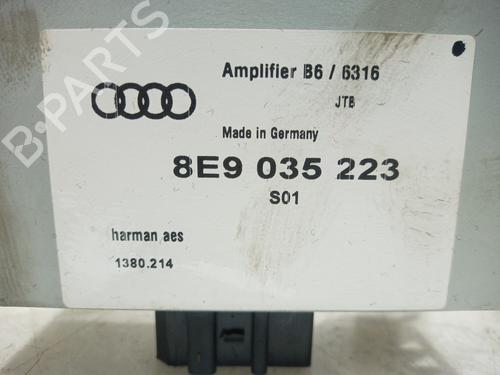 B-PARTS
Amplifier B6 / 6316
JTB
Made in Germany
8E9 035 223
S01
harman aes
1380.214